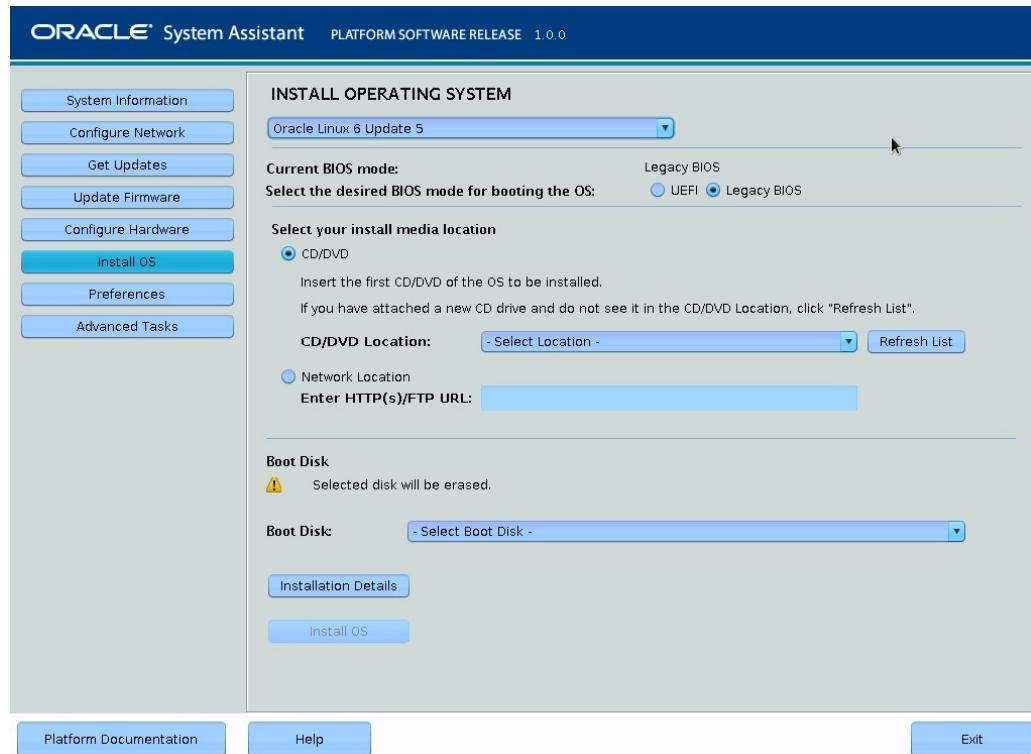 ORACLE® System Assistant PLATFORM SOFTWARE RELEASE 1.0.0
System Information
Configure Network
Get Updates
Update Firmware
Configure Hardware
Install OS
Preferences
Advanced Tasks
INSTALL OPERATING SYSTEM
Oracle Linux 6 Update 5
Current BIOS mode: Legacy BIOS
Select the desired BIOS mode for booting the OS: UEFI Legacy BIOS
Select your install media location
CD/DVD
Insert the first CD/DVD of the OS to be installed.
If you have attached a new CD drive and do not see it in the CD/DVD Location, click "Refresh List".
CD/DVD Location: - Select Location - Refresh List
Network Location
Enter HTTP(s)/FTP URL:
Boot Disk
Selected disk will be erased.
Boot Disk: - Select Boot Disk -
Installation Details
Install OS
Platform Documentation Help Exit